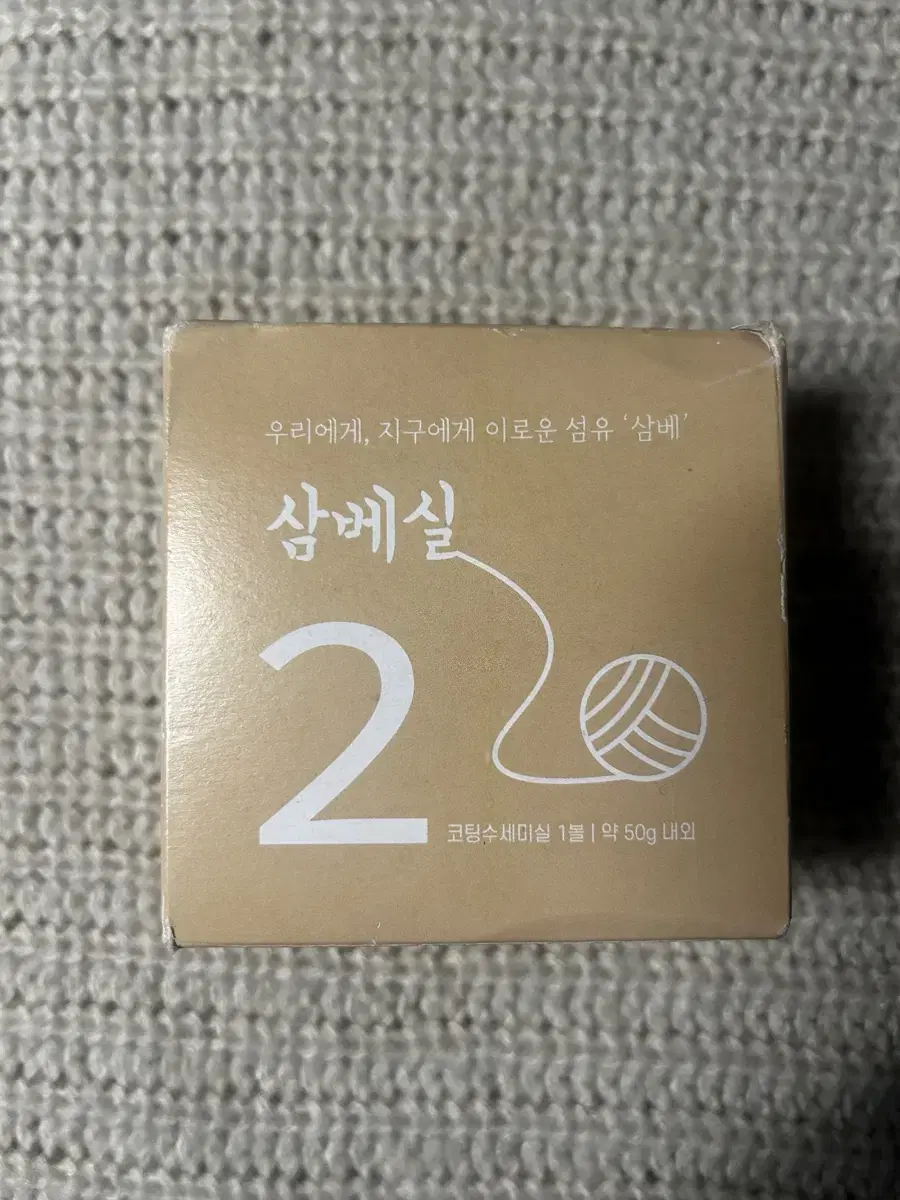 우리에게, 지구에게 이로운 섬유 '삼베'
삼베실
2
코팅수세미실 1볼 | 약 50g 내외